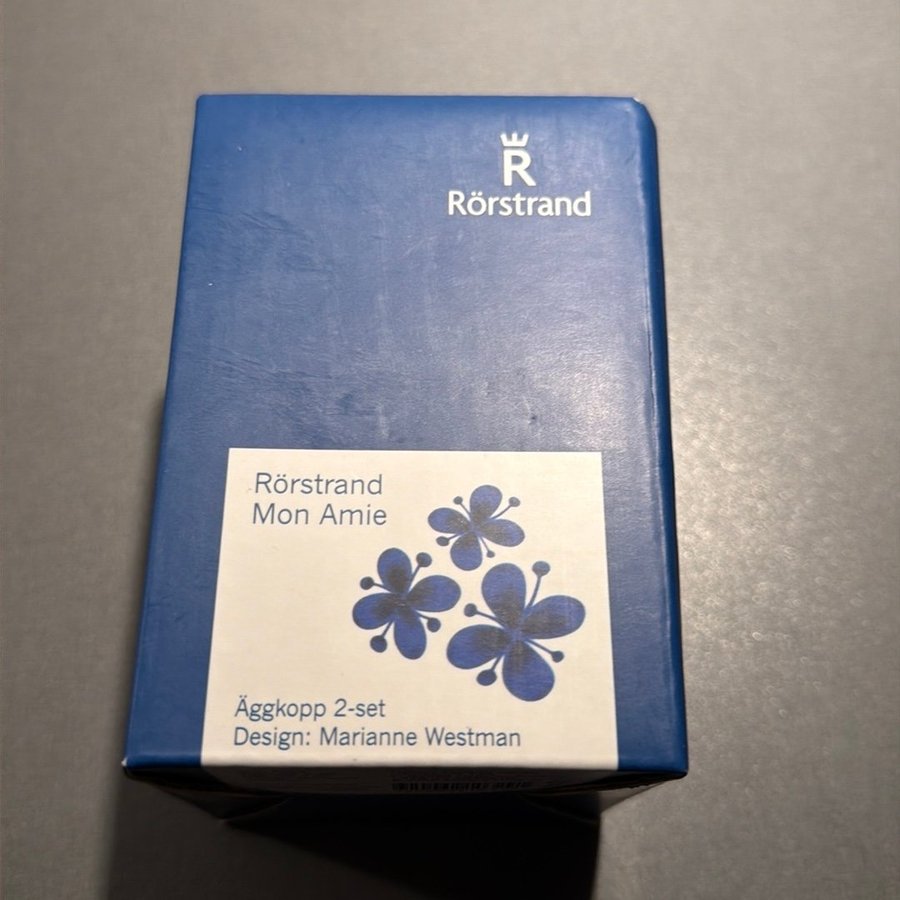 R
Rörstrand
Rörstrand
Mon Amie
Äggkopp 2-set
Design: Marianne Westman